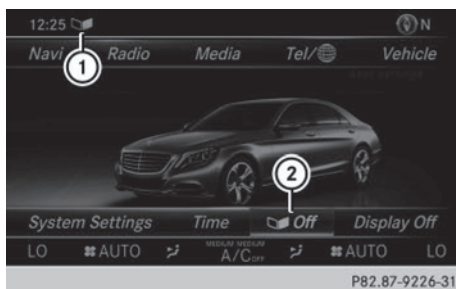 12:25 N
Navi Radio Media Tel/ Vehicle
1
2
System Settings Time Off Display Off
LO AUTO MEDIUM MEDIUM A/C OFF AUTO LO
P82.87-9226-31